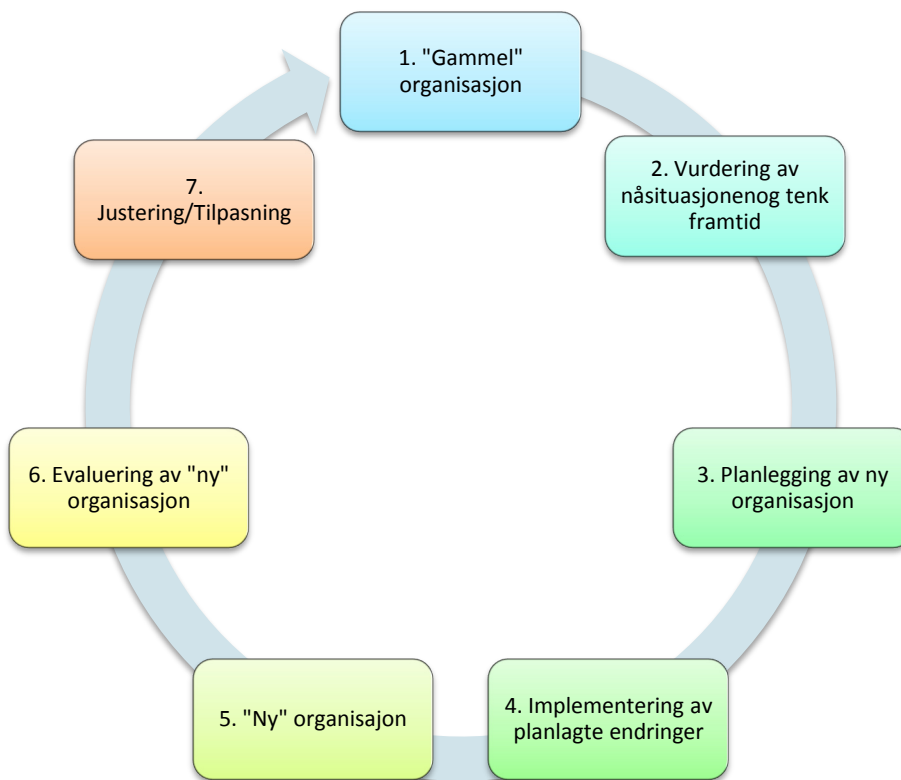 1. "Gammel"
organisasjon
2. Vurdering av
nåsituasjonenog tenk
framtid
3. Planlegging av ny
organisasjon
4. Implementering av
planlagte endringer
5. "Ny" organisajon
6. Evaluering av "ny"
organisasjon
7.
Justering/Tilpasning